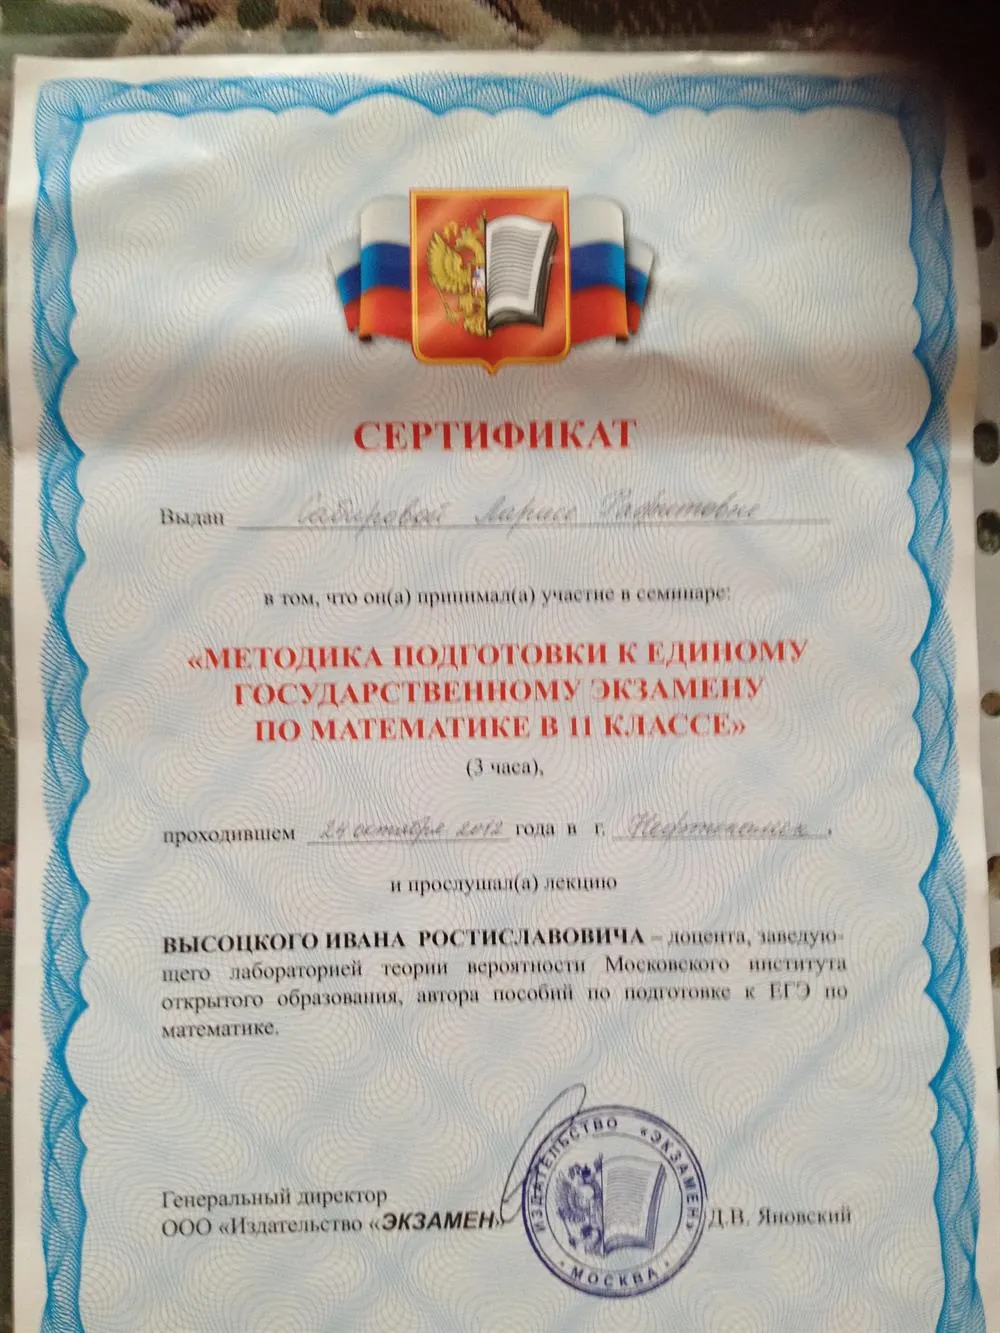 СЕРТИФИКАТ
Выдан Сабировой Ларисе Рафитовне
в том, что он(а) принимал(а) участие в семинаре:
«МЕТОДИКА ПОДГОТОВКИ К ЕДИНОМУ
ГОСУДАРСТВЕННОМУ ЭКЗАМЕНУ
ПО МАТЕМАТИКЕ В 11 КЛАССЕ»
(3 часа),
проходившем 24 октября 2012 года в г. Нефтекамск,
и прослушал(а) лекцию
ВЫСОЦКОГО ИВАНА РОСТИСЛАВОВИЧА – доцента, заведую-
щего лабораторией теории вероятности Московского института
открытого образования, автора пособий по подготовке к ЕГЭ по
математике.
Генеральный директор
ООО «Издательство «ЭКЗАМЕН» Д.В. Яновский
ИЗДАТЕЛЬСТВО «ЭКЗАМЕН»
МОСКВА